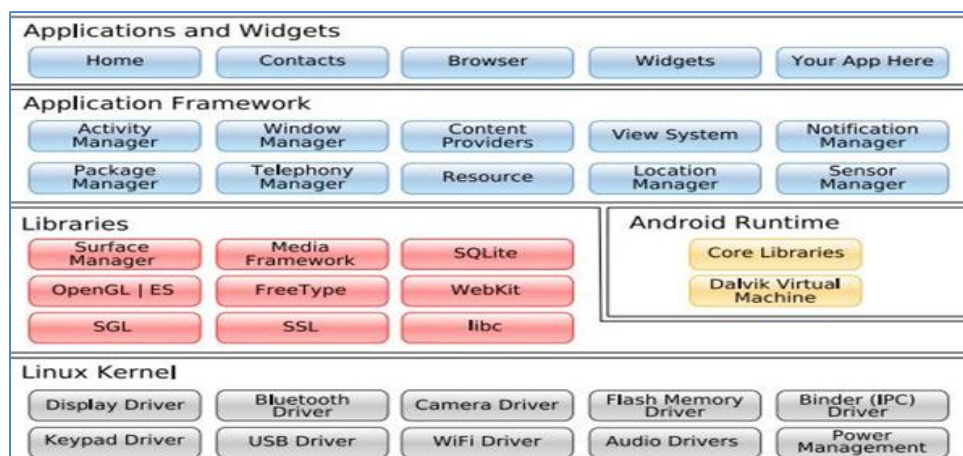 Applications and Widgets
Home Contacts Browser Widgets Your App Here
Application Framework
Activity Manager Window Manager Content Providers View System Notification Manager
Package Manager Telephony Manager Resource Location Manager Sensor Manager
Libraries
Surface Manager Media Framework SQLite
OpenGL | ES FreeType WebKit
SGL SSL libc
Android Runtime
Core Libraries
Dalvik Virtual Machine
Linux Kernel
Display Driver Bluetooth Driver Camera Driver Flash Memory Driver Binder (IPC) Driver
Keypad Driver USB Driver WiFi Driver Audio Drivers Power Management